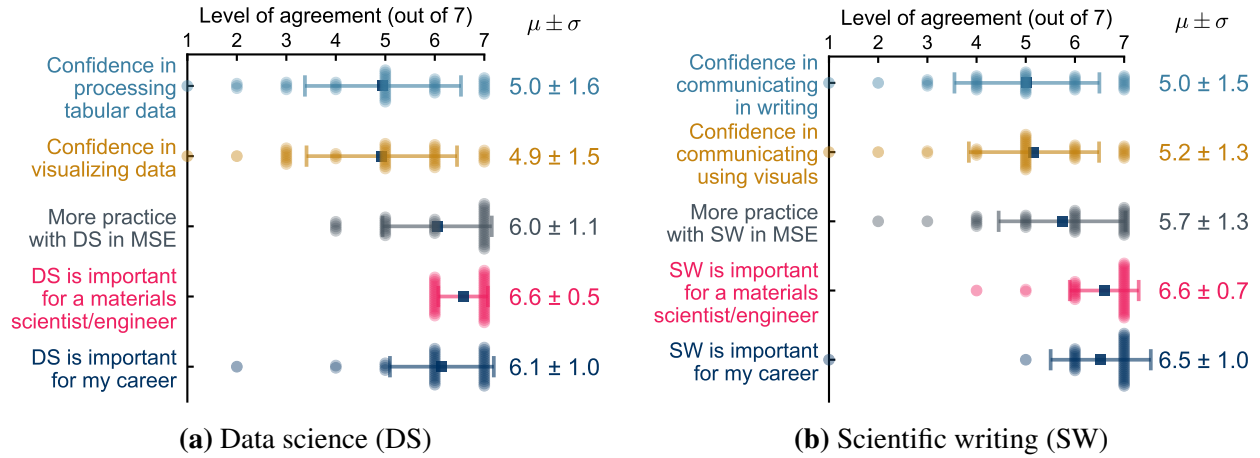 Level of agreement (out of 7)
μ ± σ
1 2 3 4 5 6 7
Confidence in
processing
tabular data
5.0 ± 1.6
Confidence in
visualizing data
4.9 ± 1.5
More practice
with DS in MSE
6.0 ± 1.1
DS is important
for a materials
scientist/engineer
6.6 ± 0.5
DS is important
for my career
6.1 ± 1.0
(a) Data science (DS)
Level of agreement (out of 7)
μ ± σ
1 2 3 4 5 6 7
Confidence in
communicating
in writing
5.0 ± 1.5
Confidence in
communicating
using visuals
5.2 ± 1.3
More practice
with SW in MSE
5.7 ± 1.3
SW is important
for a materials
scientist/engineer
6.6 ± 0.7
SW is important
for my career
6.5 ± 1.0
(b) Scientific writing (SW)